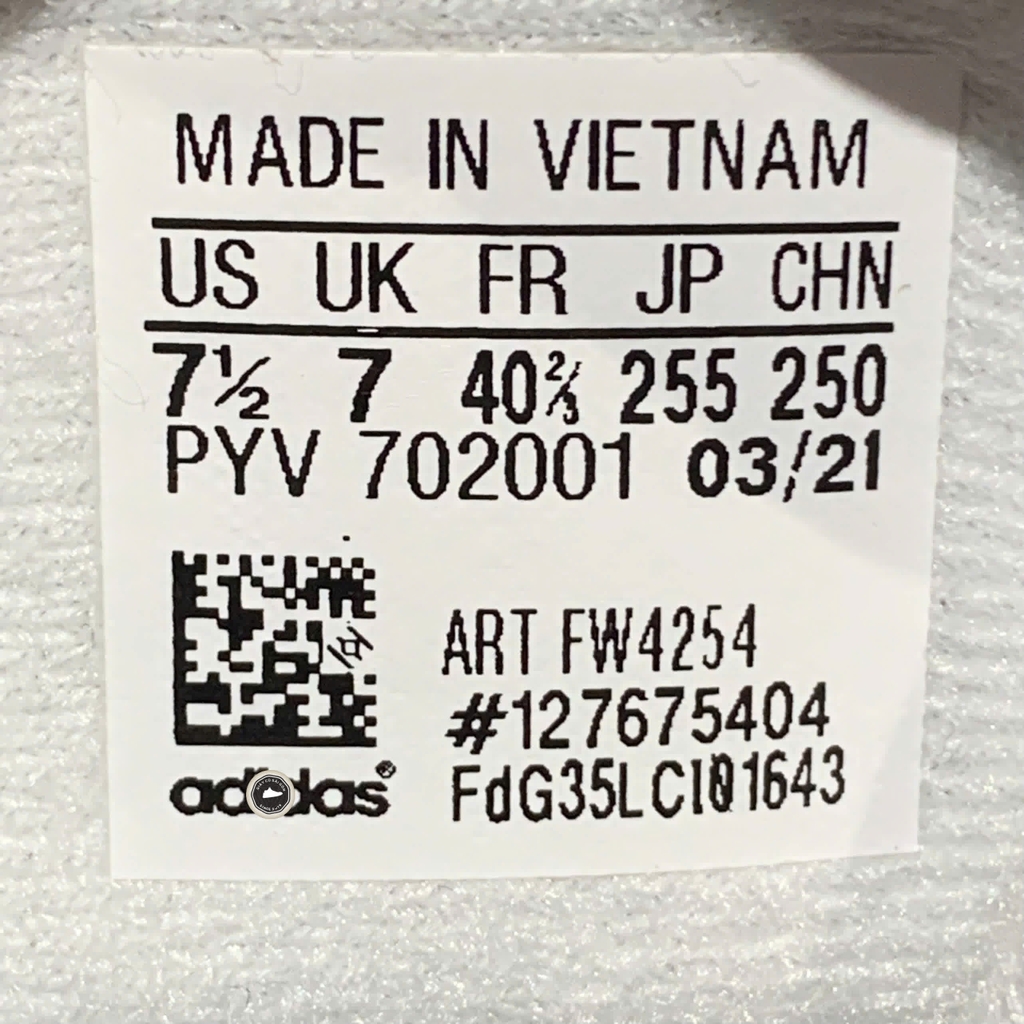 MADE IN VIETNAM
US UK FR JP CHN
7½ 7 40⅔ 255 250
PYV 702001 03/21
ART FW4254
#127675404
adidas®